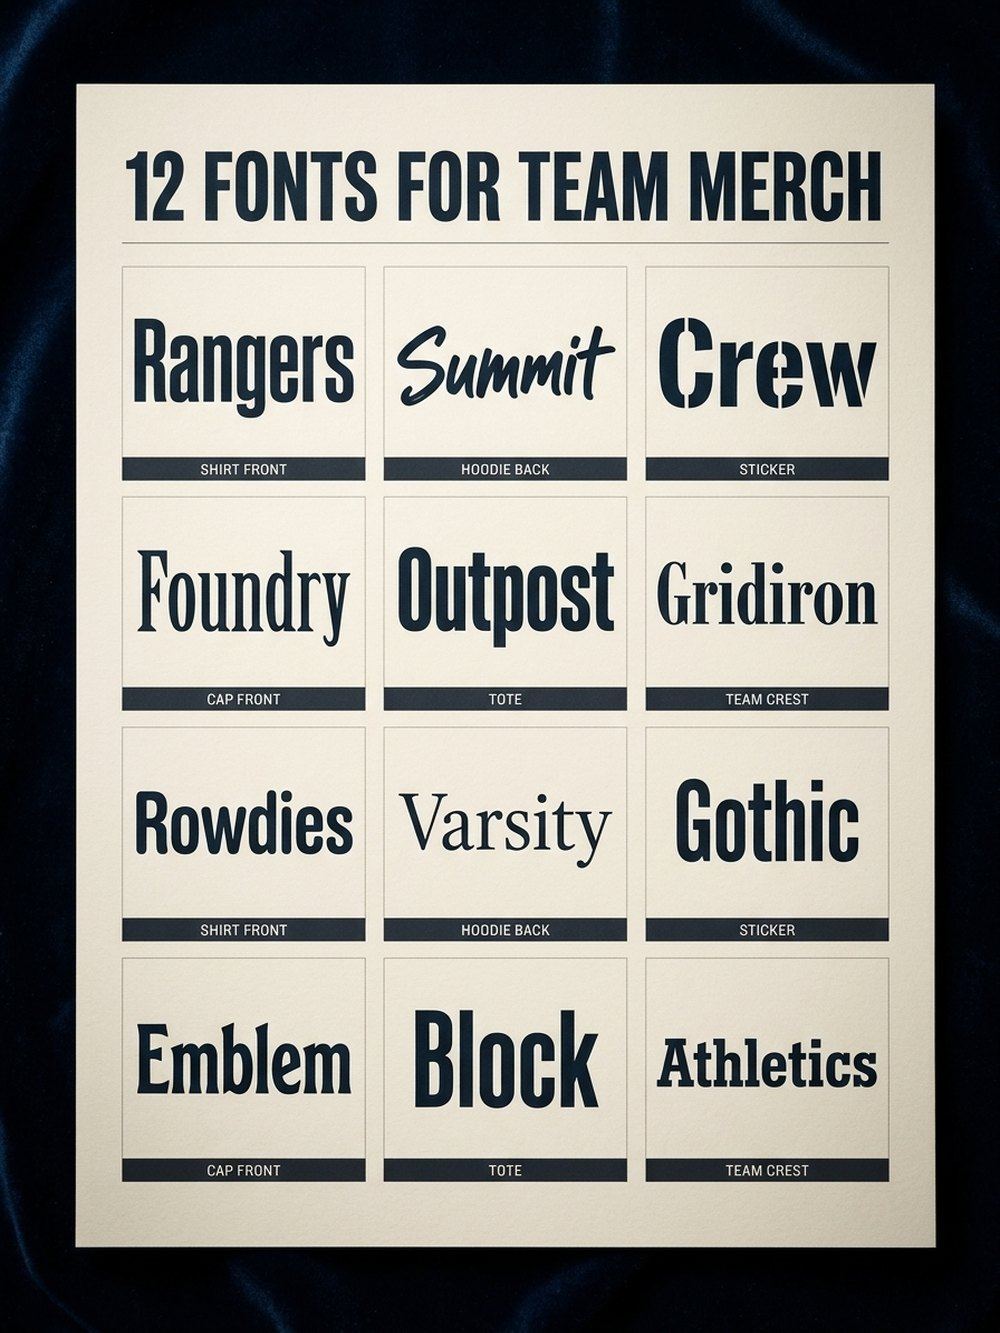 12 FONTS FOR TEAM MERCH
Rangers
SHIRT FRONT
Summit
HOODIE BACK
Crew
STICKER
Foundry
CAP FRONT
Outpost
TOTE
Gridiron
TEAM CREST
Rowdies
SHIRT FRONT
Varsity
HOODIE BACK
Gothic
STICKER
Emblem
CAP FRONT
Block
TOTE
Athletics
TEAM CREST